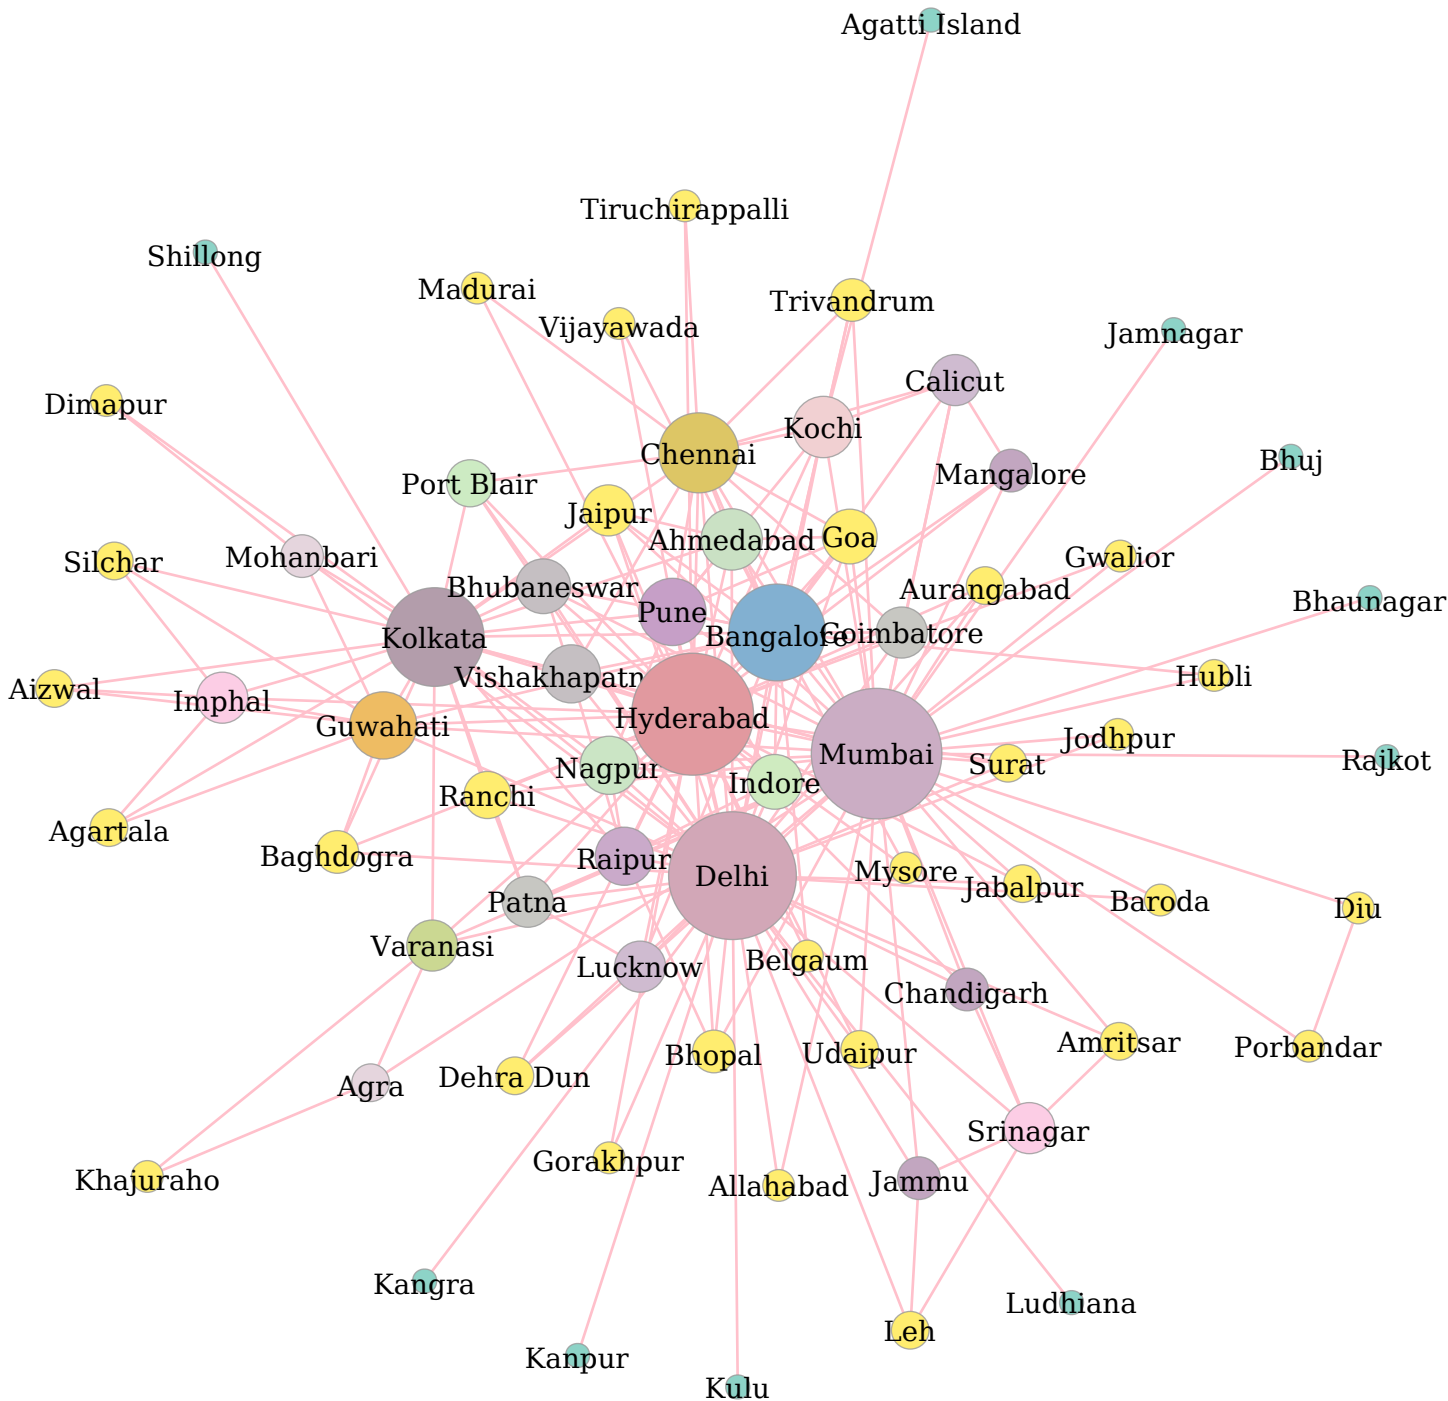 Agatti Island
Tiruchirappalli
Shillong
Madurai
Trivandrum
Vijayawada
Jamnagar
Calicut
Dimapur
Kochi
Chennai
Bhuj
Mangalore
Port Blair
Jaipur
Goa
Ahmedabad
Mohanbari
Gwalior
Silchar
Bhubaneswar
Aurangabad
Bhaunagar
Pune
Kolkata
Bangalore
Coimbatore
Hubli
Vishakhapatn
Aizwal
Imphal
Hyderabad
Guwahati
Jodhpur
Mumbai
Rajkot
Surat
Nagpur
Indore
Ranchi
Agartala
Baghdogra
Raipur
Mysore
Delhi
Jabalpur
Baroda
Patna
Diu
Varanasi
Belgaum
Lucknow
Chandigarh
Amritsar
Porbandar
Bhopal
Udaipur
Dehra Dun
Agra
Srinagar
Gorakhpur
Khajuraho
Jammu
Allahabad
Kangra
Ludhiana
Leh
Kanpur
Kulu